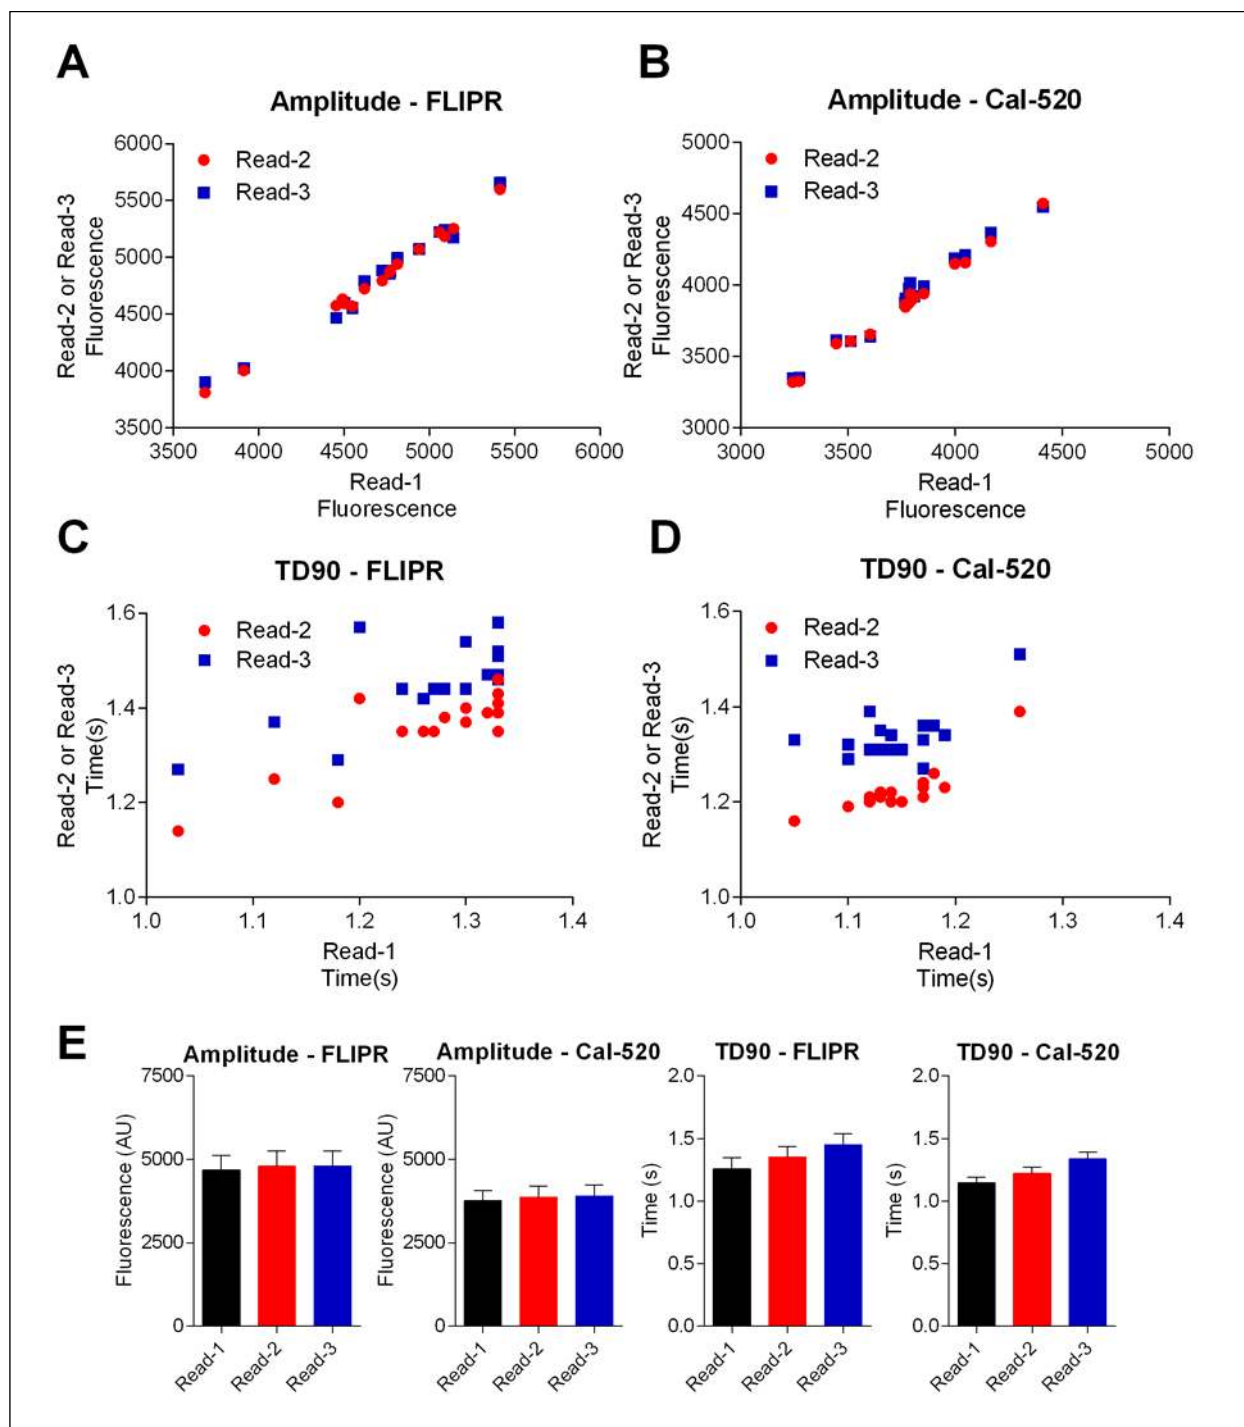 A
Amplitude - FLIPR
Read-2 or Read-3
Fluorescence
6000
5500
5000
4500
4000
3500
Read-2
Read-3
3500 4000 4500 5000 5500 6000
Read-1
Fluorescence
B
Amplitude - Cal-520
Read-2 or Read-3
Fluorescence
5000
4500
4000
3500
3000
Read-2
Read-3
3000 3500 4000 4500 5000
Read-1
Fluorescence
C
TD90 - FLIPR
Read-2 or Read-3
Time(s)
1.6
1.4
1.2
1.0
Read-2
Read-3
1.0 1.1 1.2 1.3 1.4
Read-1
Time(s)
D
TD90 - Cal-520
Read-2 or Read-3
Time(s)
1.6
1.4
1.2
1.0
Read-2
Read-3
1.0 1.1 1.2 1.3 1.4
Read-1
Time(s)
E
Amplitude - FLIPR
Fluorescence (AU)
7500
5000
2500
0
Read-1 Read-2 Read-3
Amplitude - Cal-520
Fluorescence (AU)
7500
5000
2500
0
Read-1 Read-2 Read-3
TD90 - FLIPR
Time (s)
2.0
1.5
1.0
0.5
0.0
Read-1 Read-2 Read-3
TD90 - Cal-520
Time (s)
2.0
1.5
1.0
0.5
0.0
Read-1 Read-2 Read-3